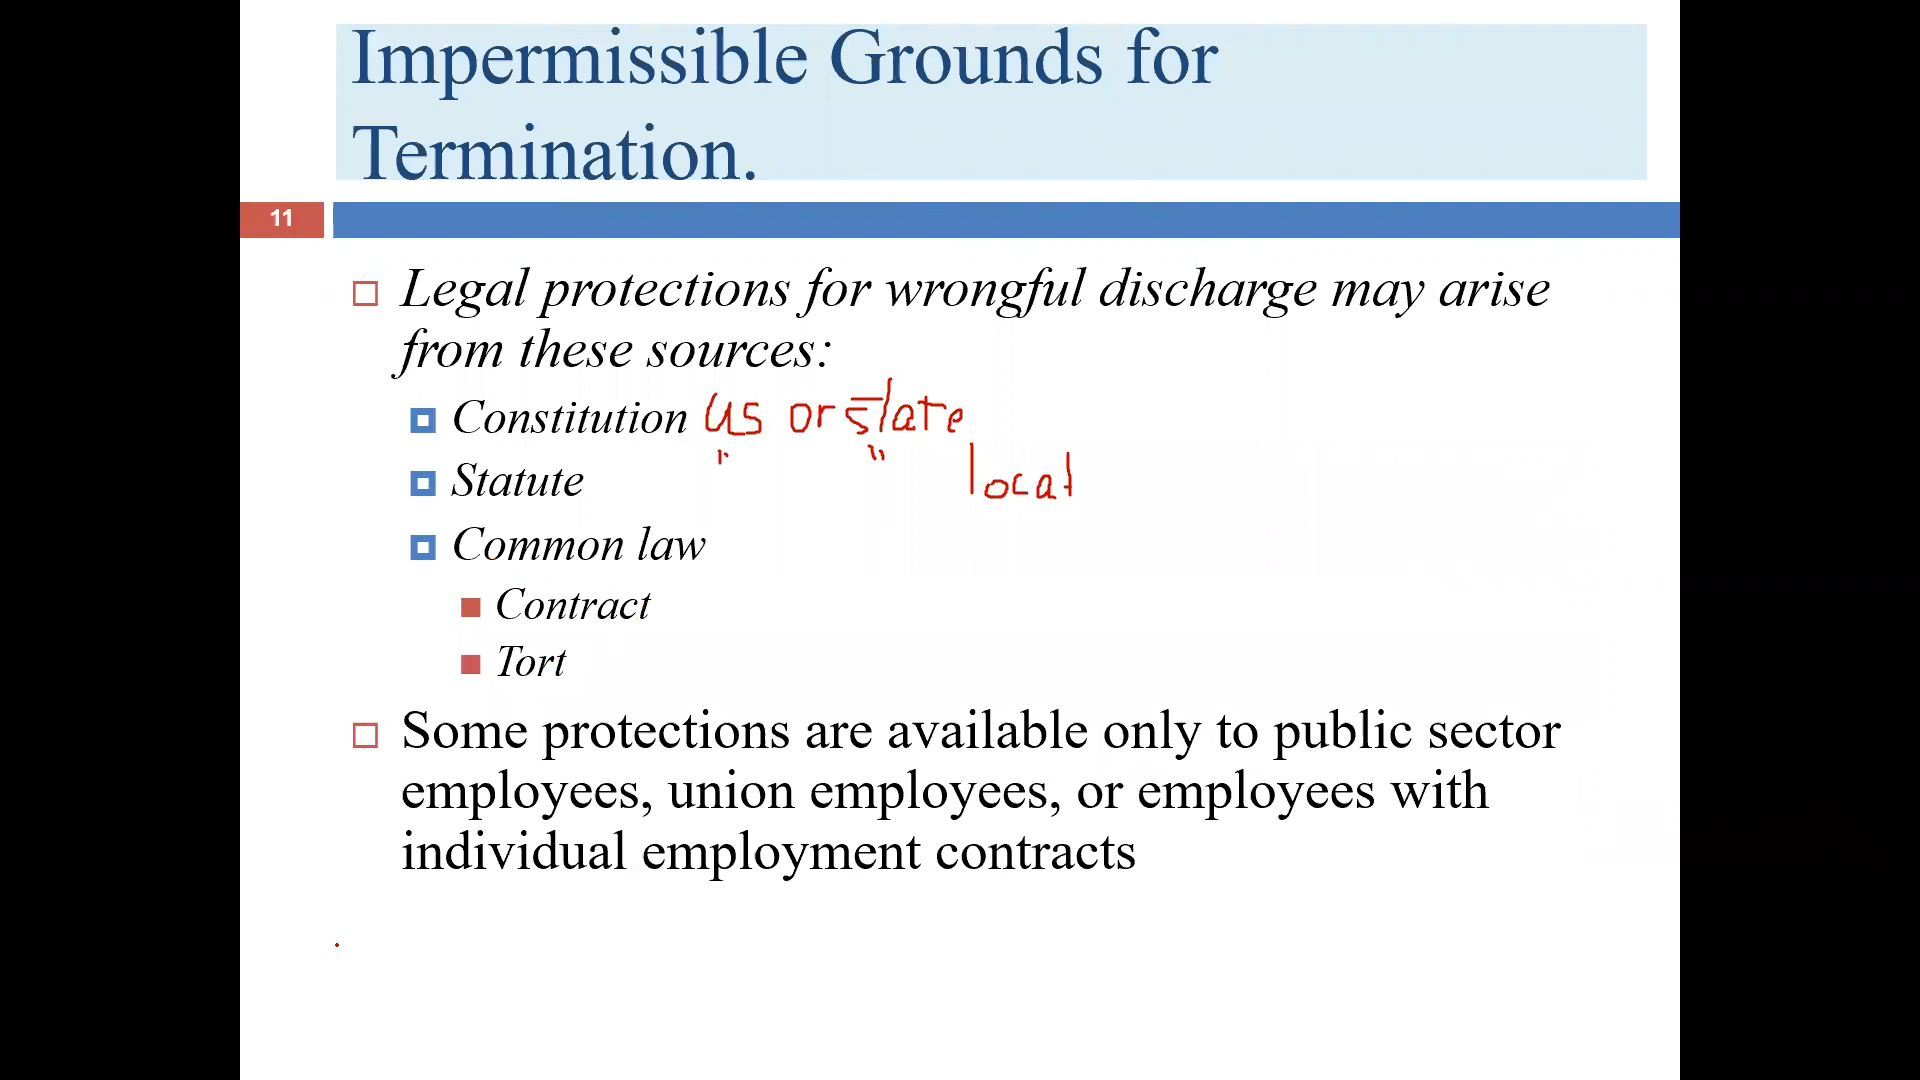 Impermissible Grounds for
Termination.
11
Legal protections for wrongful discharge may arise
from these sources:
Constitution US or state
" "
Statute local
Common law
Contract
Tort
Some protections are available only to public sector
employees, union employees, or employees with
individual employment contracts